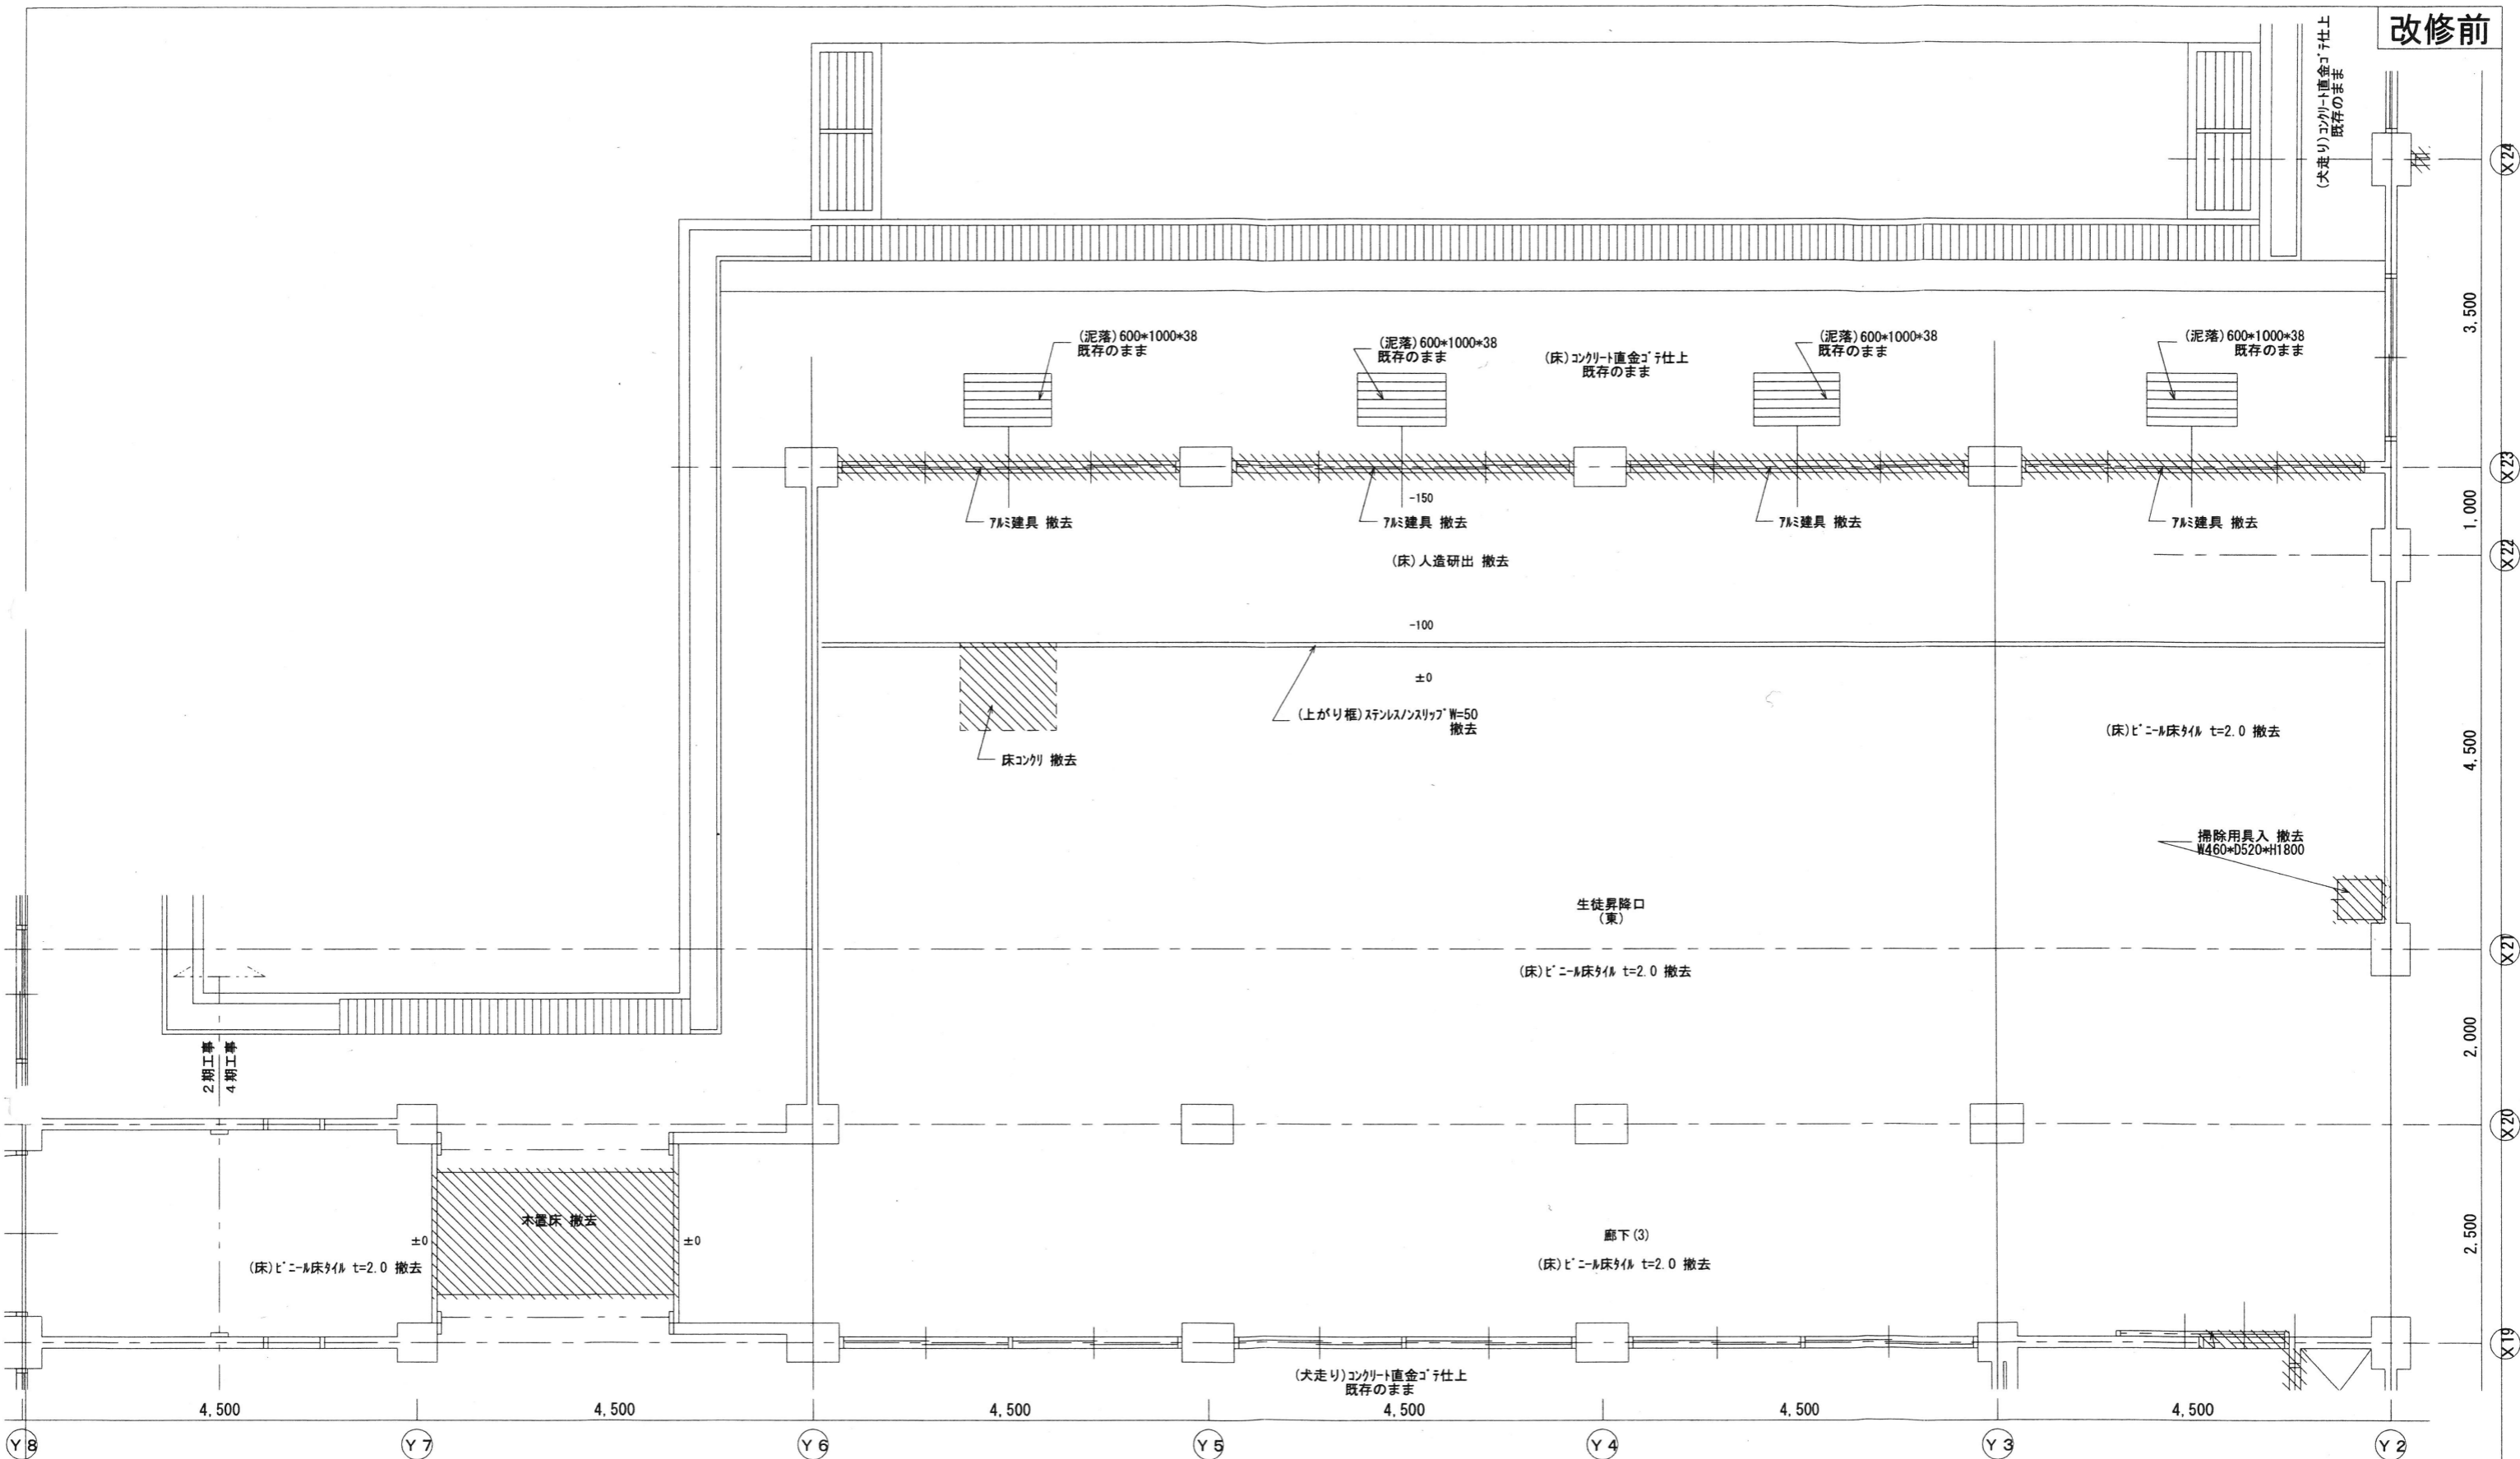 改修前
(犬走り)コンクリート直金ゴテ仕上
既存のまま
X24
3,500
(泥落)600*1000*38
既存のまま
(泥落)600*1000*38
既存のまま
(床)コンクリート直金ゴテ仕上
既存のまま
(泥落)600*1000*38
既存のまま
(泥落)600*1000*38
既存のまま
X23
アルミ建具 撤去
-150
アルミ建具 撤去
アルミ建具 撤去
アルミ建具 撤去
1,000
X22
(床)人造研出 撤去
-100
±0
(上がり框)ステンレスノンスリップ W=50
撤去
床コンクリ 撤去
(床)ビニール床タイル t=2.0 撤去
4,500
掃除用具入 撤去
W460*D520*H1800
生徒昇降口
(東)
X21
(床)ビニール床タイル t=2.0 撤去
2期工事
4期工事
2,000
X20
木置床 撤去
±0
±0
(床)ビニール床タイル t=2.0 撤去
廊下(3)
(床)ビニール床タイル t=2.0 撤去
2,500
X19
(犬走り)コンクリート直金ゴテ仕上
既存のまま
4,500
4,500
4,500
4,500
4,500
4,500
Y8
Y7
Y6
Y5
Y4
Y3
Y2